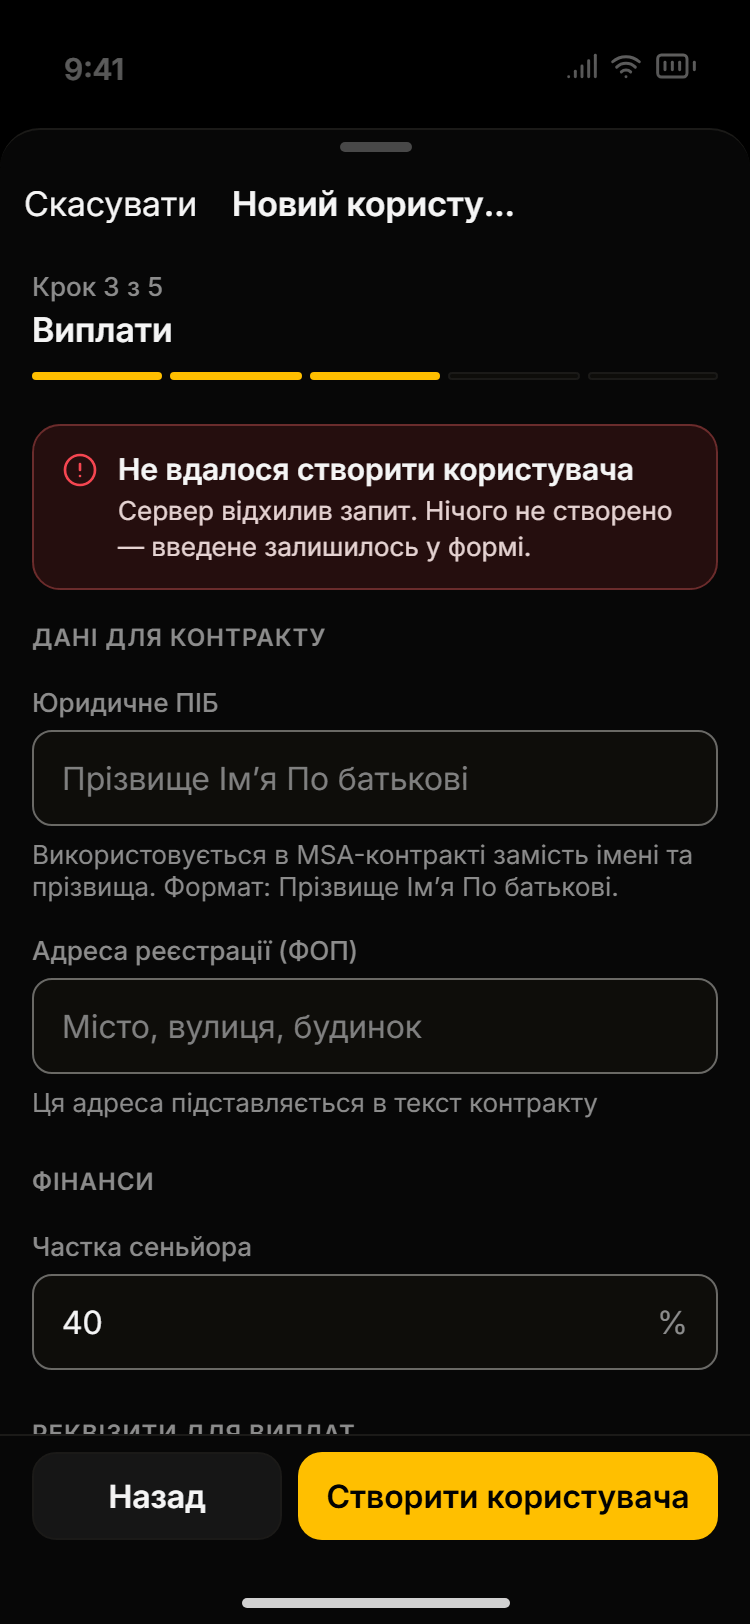 9:41
Скасувати
Новий користу...
Крок 3 з 5
Виплати
Не вдалося створити користувача
Сервер відхилив запит. Нічого не створено
— введене залишилось у формі.
ДАНІ ДЛЯ КОНТРАКТУ
Юридичне ПІБ
Прізвище Ім’я По батькові
Використовується в MSA-контракті замість імені та
прізвища. Формат: Прізвище Ім’я По батькові.
Адреса реєстрації (ФОП)
Місто, вулиця, будинок
Ця адреса підставляється в текст контракту
ФІНАНСИ
Частка сеньйора
40 %
РЕКВІЗИТИ ДЛЯ ВИПЛАТ
Назад
Створити користувача